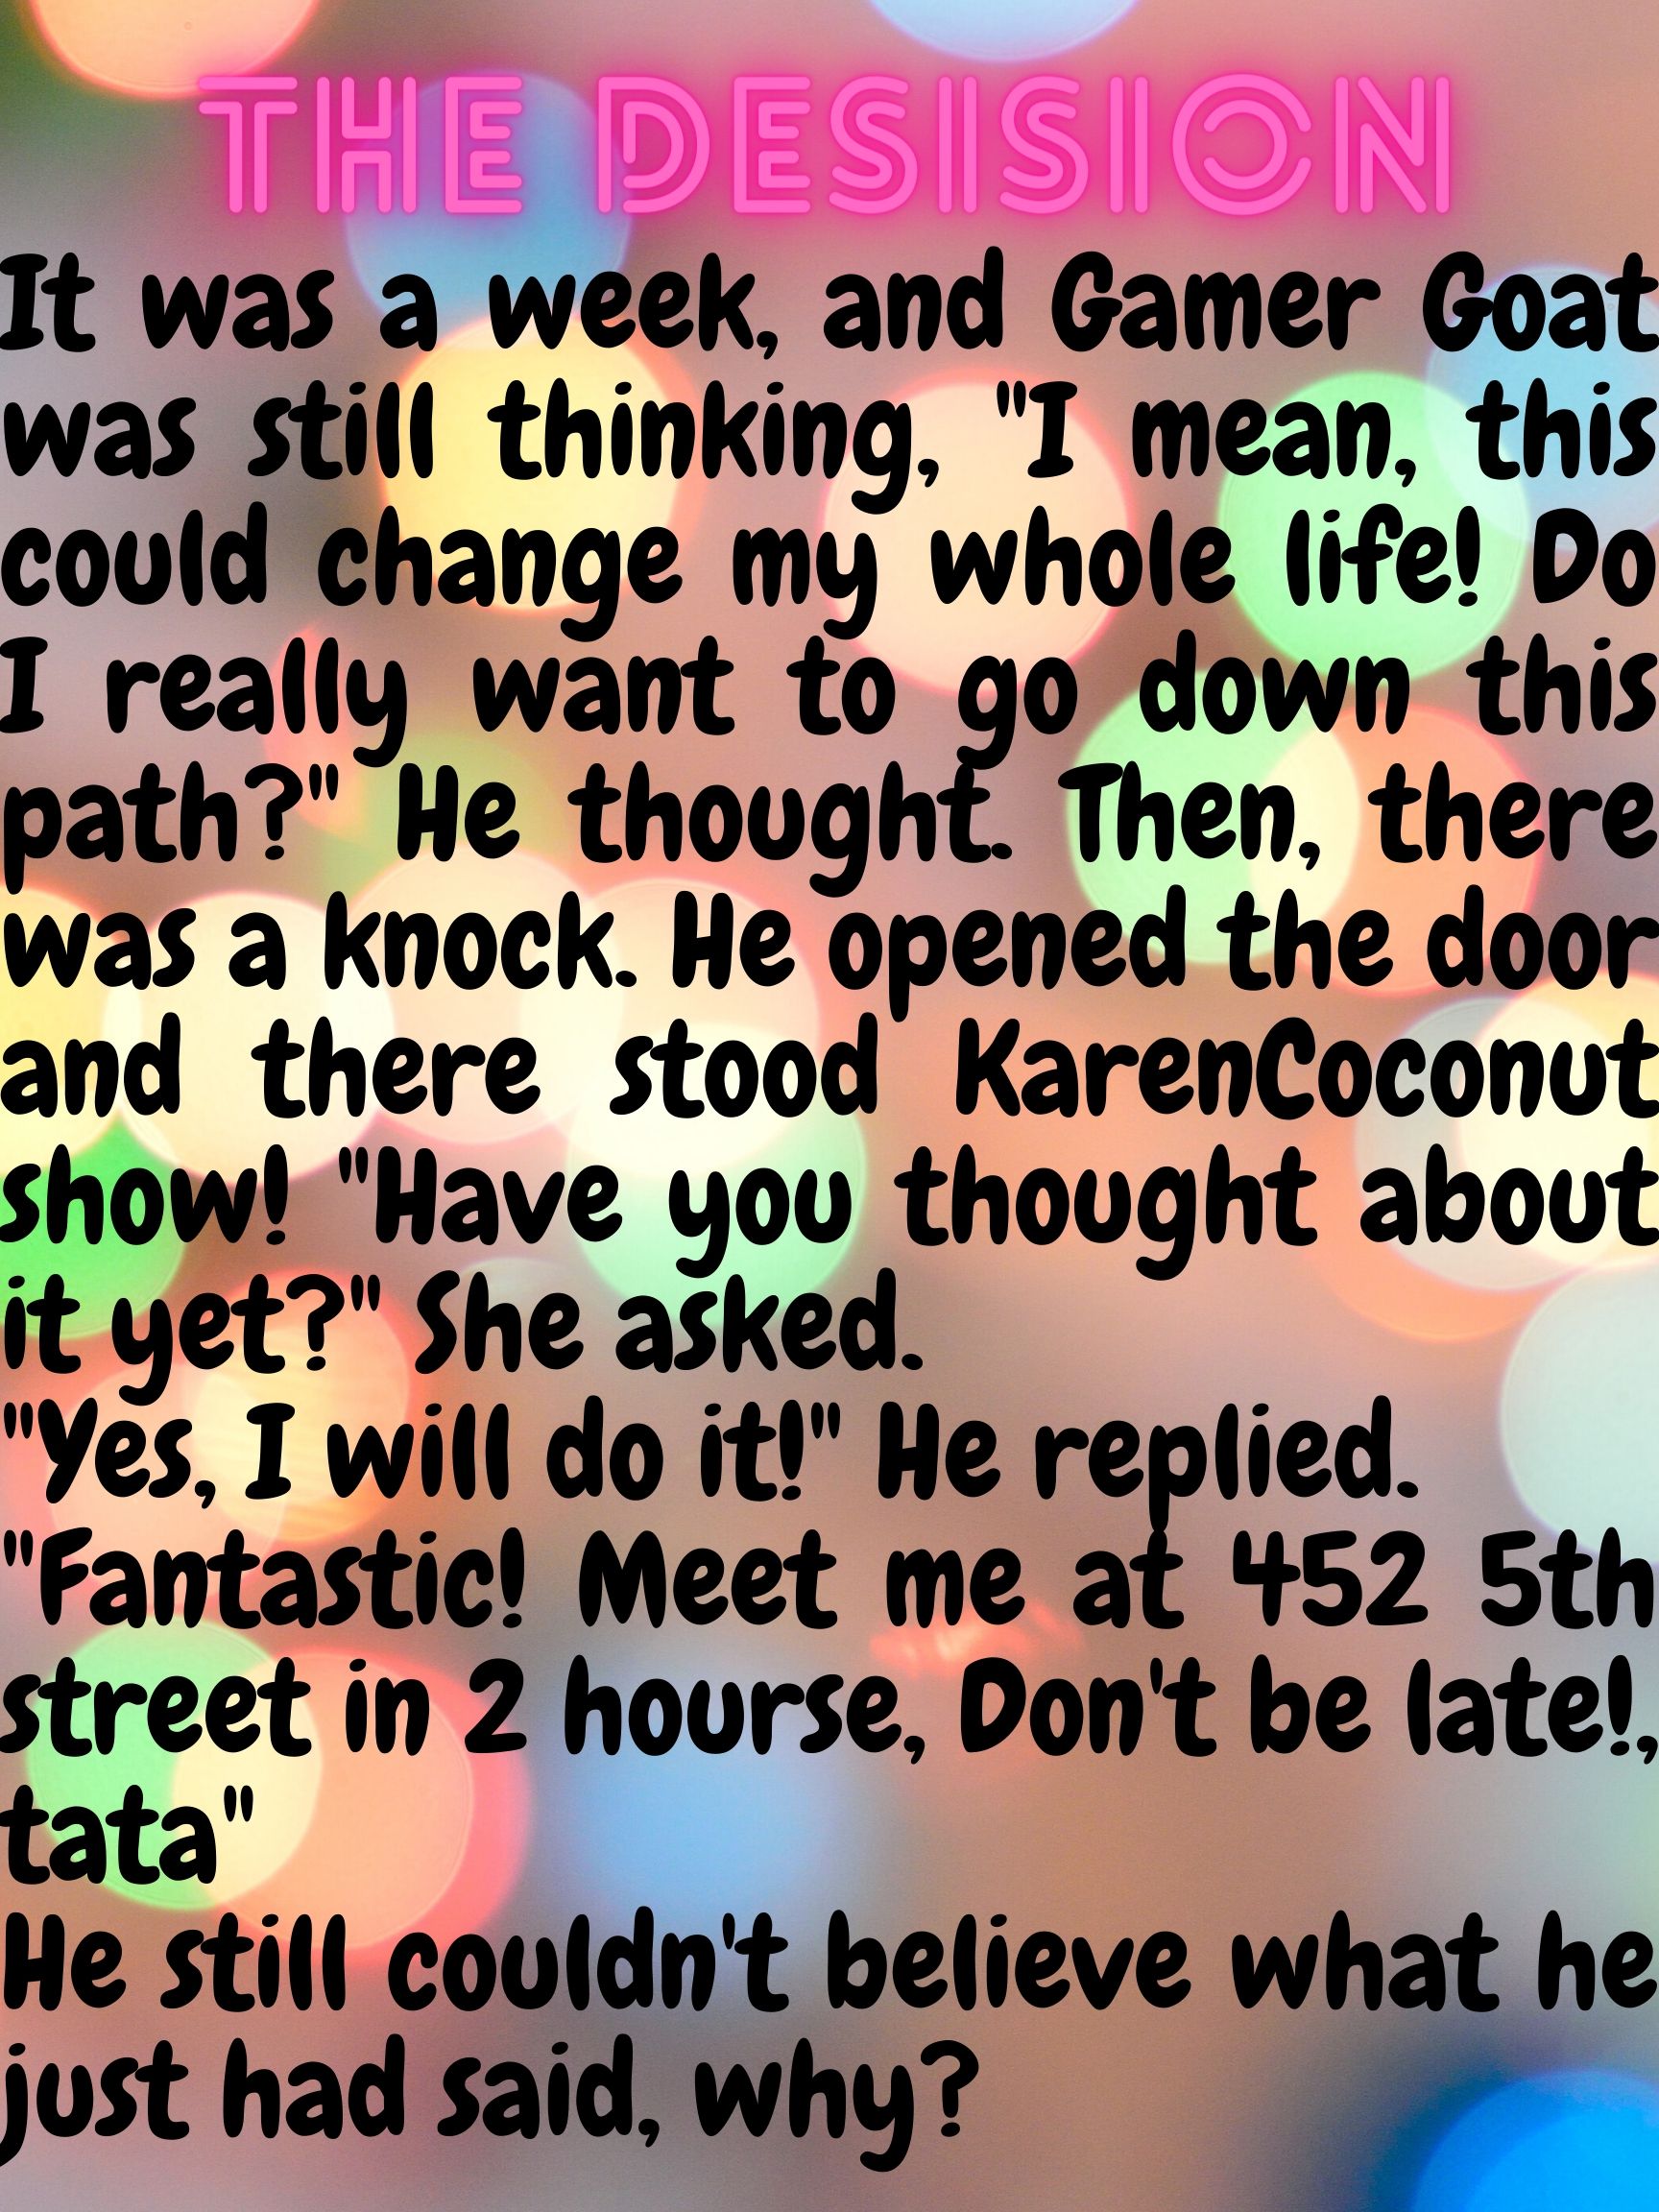 THE DESISION
It was a week, and Gamer Goat
was still thinking, "I mean, this
could change my whole life! Do
I really want to go down this
path?" He thought. Then, there
was a knock. He opened the door
and there stood KarenCoconut
show! "Have you thought about
it yet?" She asked.
"Yes, I will do it!" He replied.
"Fantastic! Meet me at 452 5th
street in 2 hourse, Don't be late!,
tata"
He still couldn't believe what he
just had said, why?